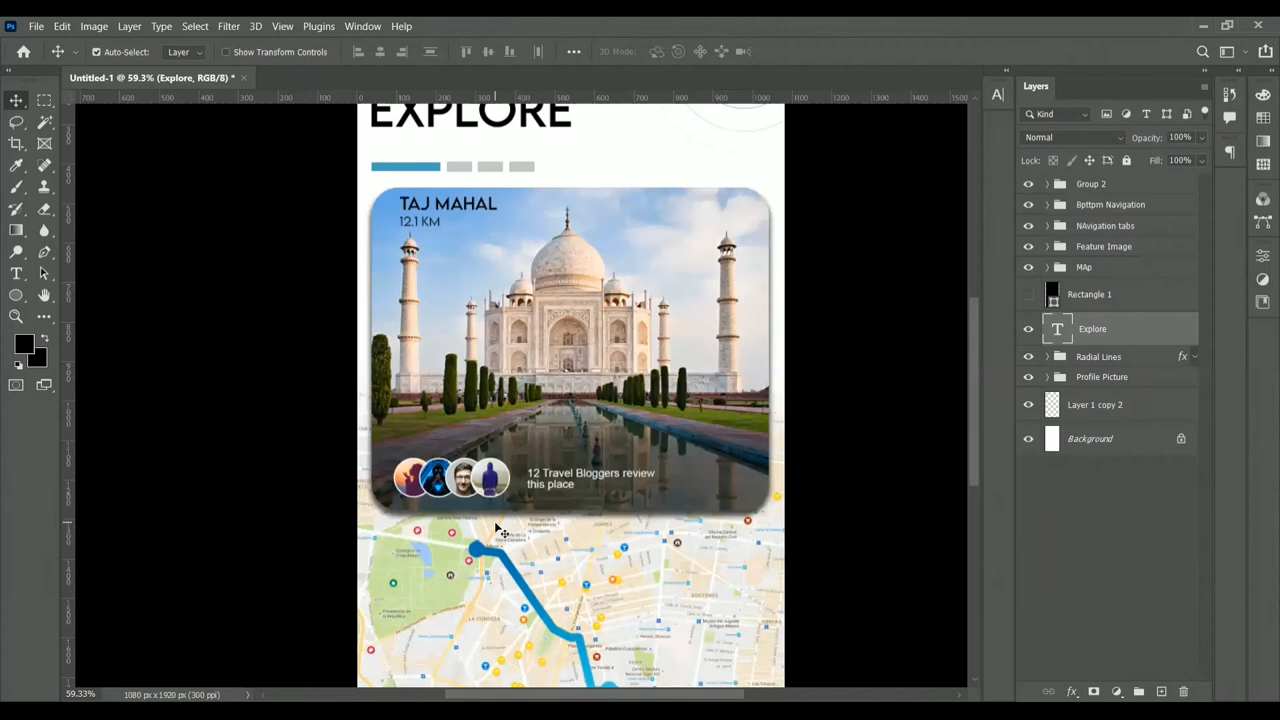 File Edit Image Layer Type Select Filter 3D View Plugins Window Help
Auto-Select: Layer Show Transform Controls 3D Mode:
Untitled-1 @ 59.3% (Explore, RGB/8) *
EXPLORE
TAJ MAHAL
12.1 KM
12 Travel Bloggers review
this place
LA CONDESA
59.33% 1080 px x 1920 px (300 ppi)
Layers
Kind
Normal Opacity: 100%
Lock: Fill: 100%
Group 2
Bpttpm Navigation
NAvigation tabs
Feature Image
MAp
Rectangle 1
Explore
Radial Lines fx
Profile Picture
Layer 1 copy 2
Background